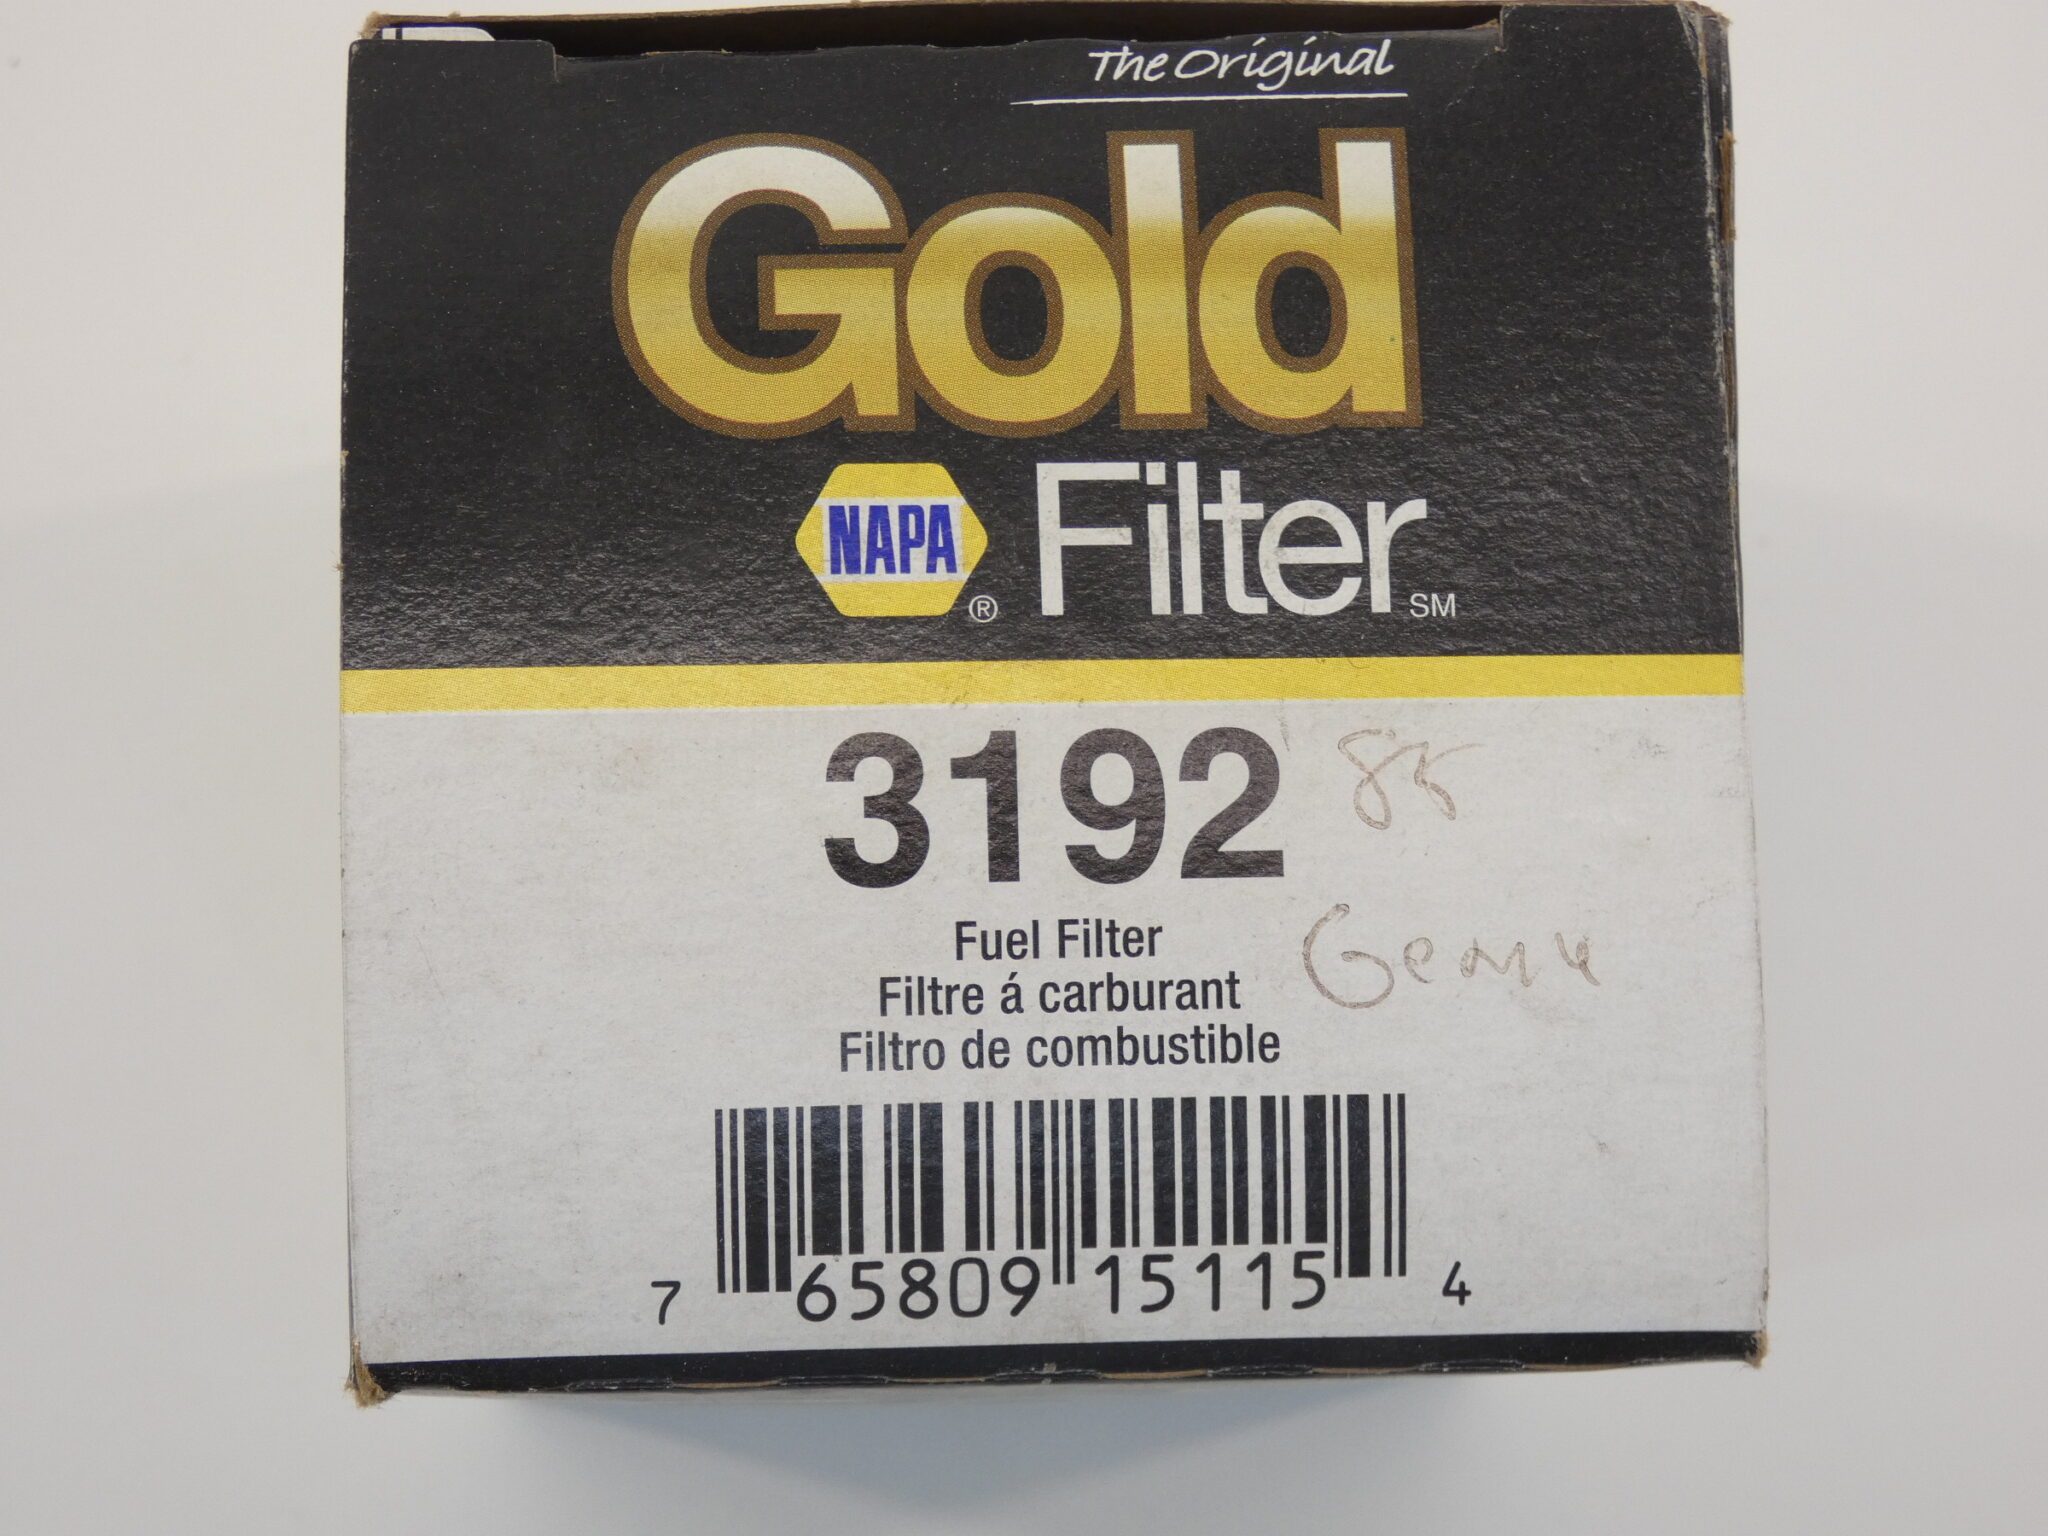 The Original
Gold
NAPA® Filter SM
3192 85
Fuel Filter
Filtre á carburant
Filtro de combustible
7 65809 15115 4